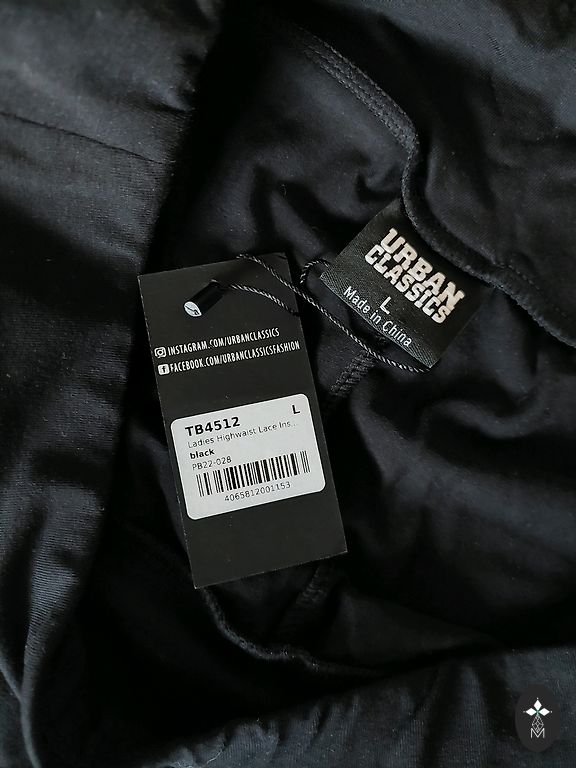 URBAN
CLASSICS
L
Made in China
INSTAGRAM.COM/URBANCLASSICS
FACEBOOK.COM/URBANCLASSICSFASHION
TB4512 L
Ladies Highwaist Lace Ins...
black
PB22-028
4065812001153
M